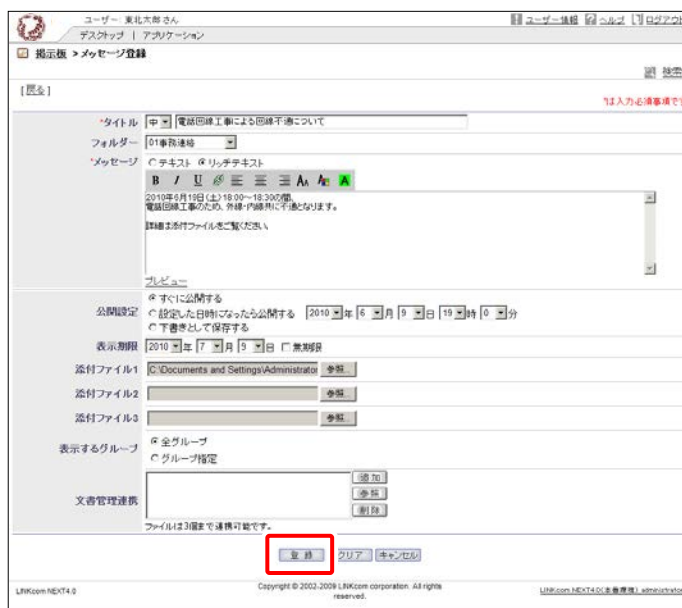 ユーザー: 東北太郎 さん
ユーザー情報 ヘルプ ログアウト
デスクトップ | アプリケーション
掲示板 > メッセージ登録
検索
[戻る]
*は入力必須事項で
*タイトル 中 電話回線工事による回線不通について
フォルダー 01事務連絡
*メッセージ テキスト リッチテキスト
B I U
2010年6月19日(土)18:00～18:30の間、
電話回線工事のため、外線・内線共に不通となります。
詳細は添付ファイルをご覧ください。
プレビュー
すぐに公開する
公開設定 設定した日時になったら公開する 2010 年 6 月 9 日 19 時 0 分
下書きとして保存する
表示期限 2010 年 7 月 9 日 無期限
添付ファイル1 C:\Documents and Settings\Administrator 参照...
添付ファイル2 参照...
添付ファイル3 参照...
表示するグループ 全グループ
グループ指定
追加
文書管理連携 参照
削除
ファイルは3個まで連携可能です。
登録 クリア キャンセル
LINKcom NEXT4.0
Copyright © 2002-2009 LINKcom corporation. All rights
reserved.